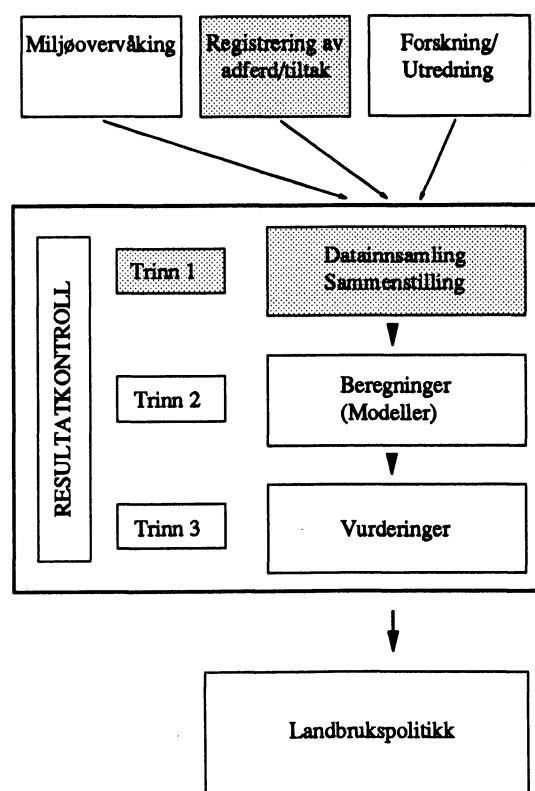 Miljøovervåking
Registrering av
adferd/tiltak
Forskning/
Utredning
RESULTATKONTROLL
Trinn 1
Datainnsamling
Sammenstilling
Trinn 2
Beregninger
(Modeller)
Trinn 3
Vurderinger
Landbrukspolitikk